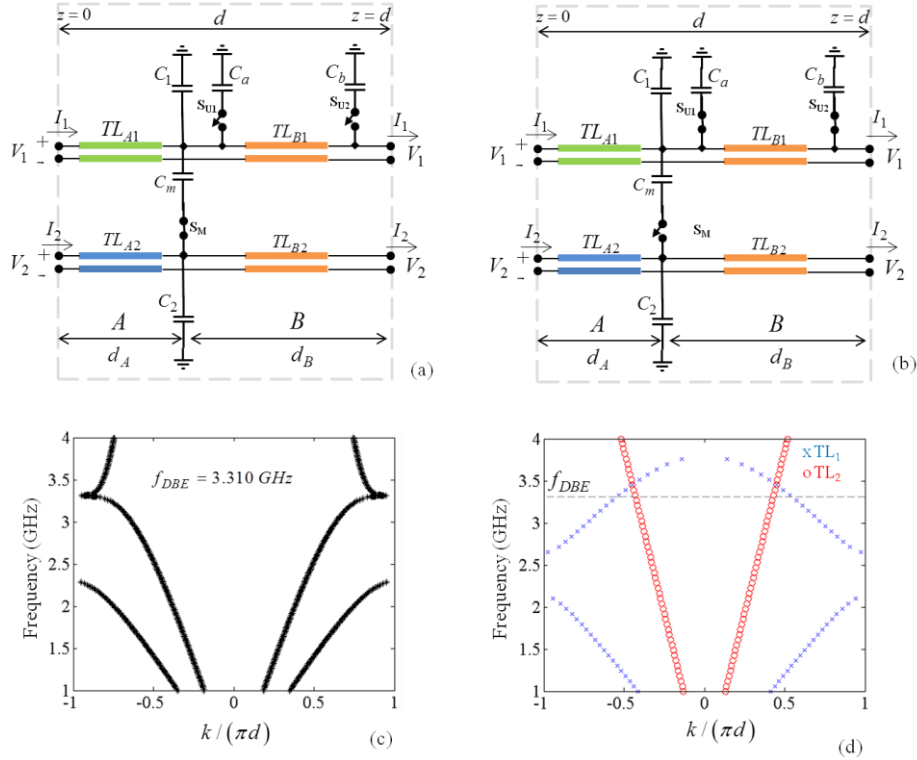 z = 0 d z = d
C1 Ca Cb
SU1 SU2
I1 TLA1 TLB1 I1
V1 + - V1
Cm
SM
I2 TLA2 TLB2 I2
V2 + - V2
C2
A B
dA dB
(a)
z = 0 d z = d
C1 Ca Cb
SU1 SU2
I1 TLA1 TLB1 I1
V1 + - V1
Cm
SM
I2 TLA2 TLB2 I2
V2 + - V2
C2
A B
dA dB
(b)
Frequency (GHz)
4
3.5
3
2.5
2
1.5
1
fDBE = 3.310 GHz
-1 -0.5 0 0.5 1
k / (πd)
(c)
Frequency (GHz)
4
3.5
3
2.5
2
1.5
1
x TL1
o TL2
fDBE
-1 -0.5 0 0.5 1
k / (πd)
(d)